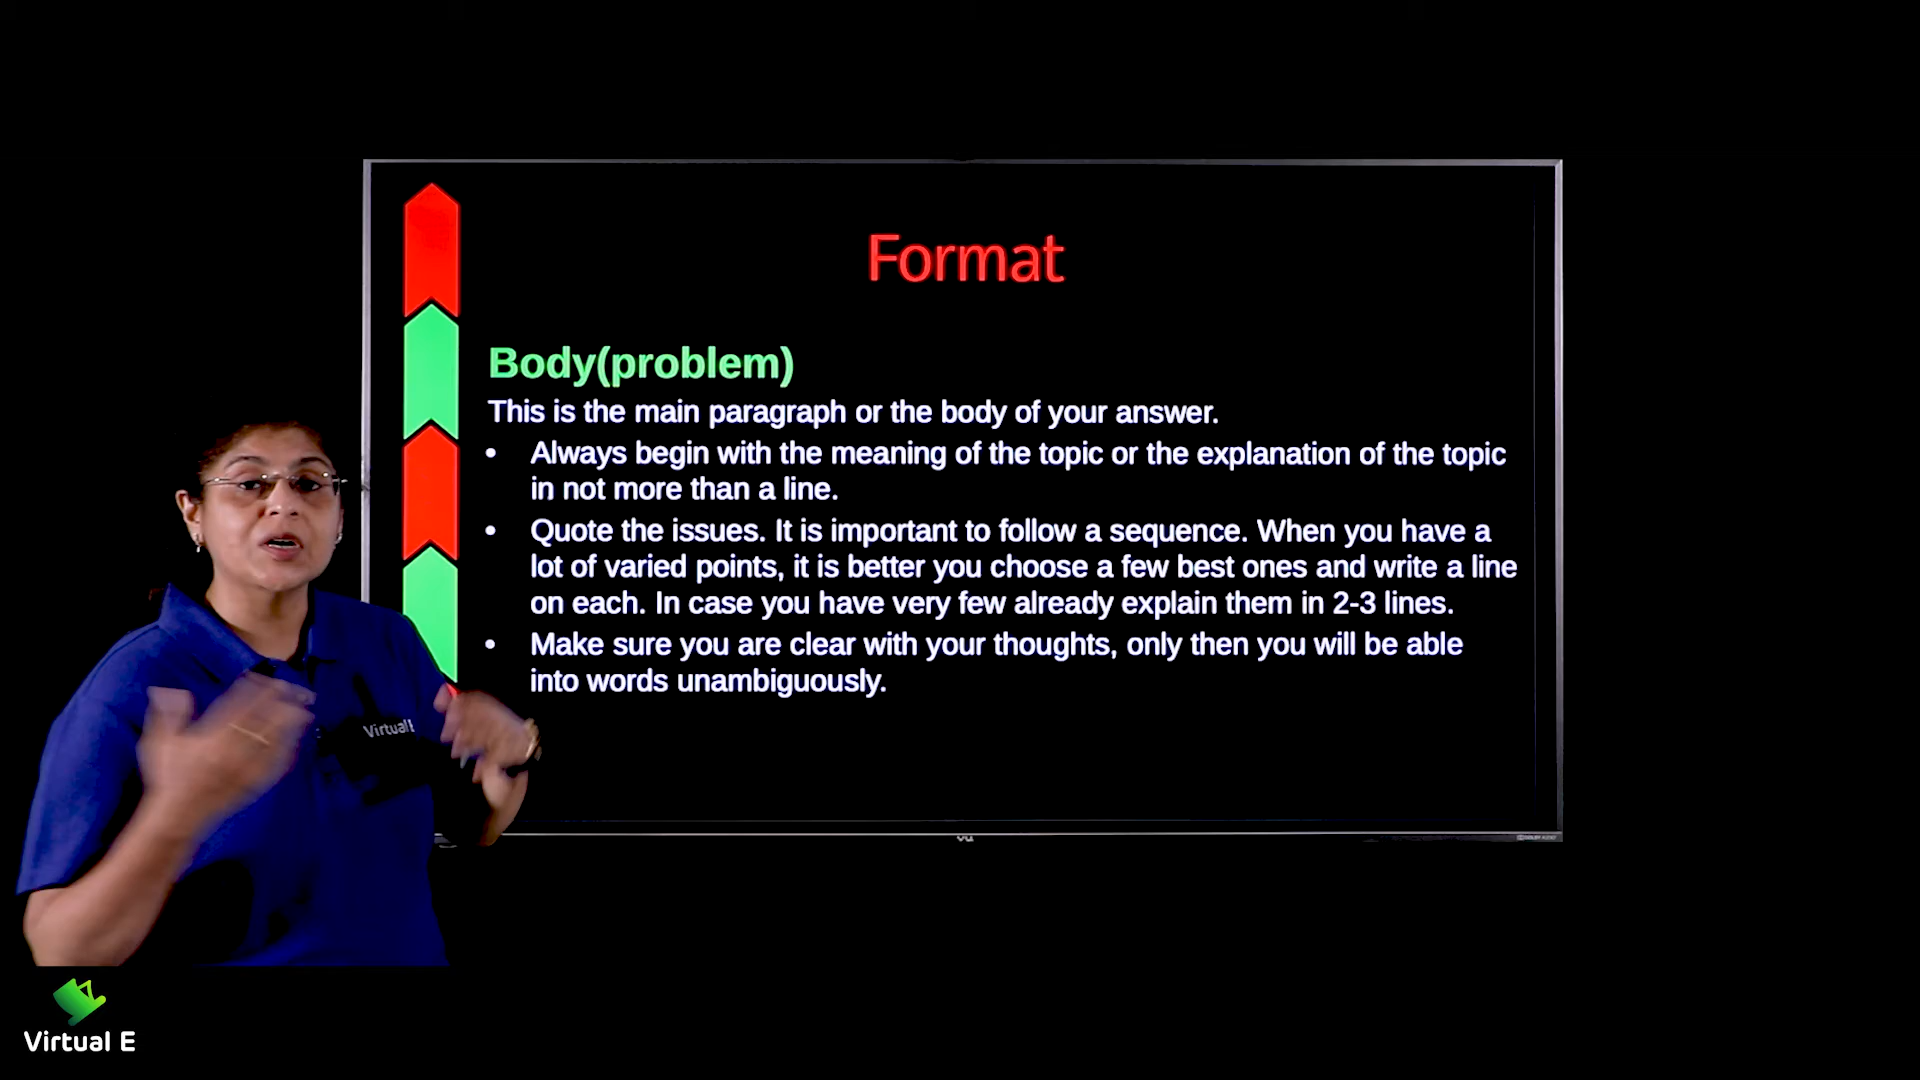 Format
Body(problem)
This is the main paragraph or the body of your answer.
• Always begin with the meaning of the topic or the explanation of the topic
in not more than a line.
• Quote the issues. It is important to follow a sequence. When you have a
lot of varied points, it is better you choose a few best ones and write a line
on each. In case you have very few already explain them in 2-3 lines.
• Make sure you are clear with your thoughts, only then you will be able
into words unambiguously.
VirtualE
Virtual E